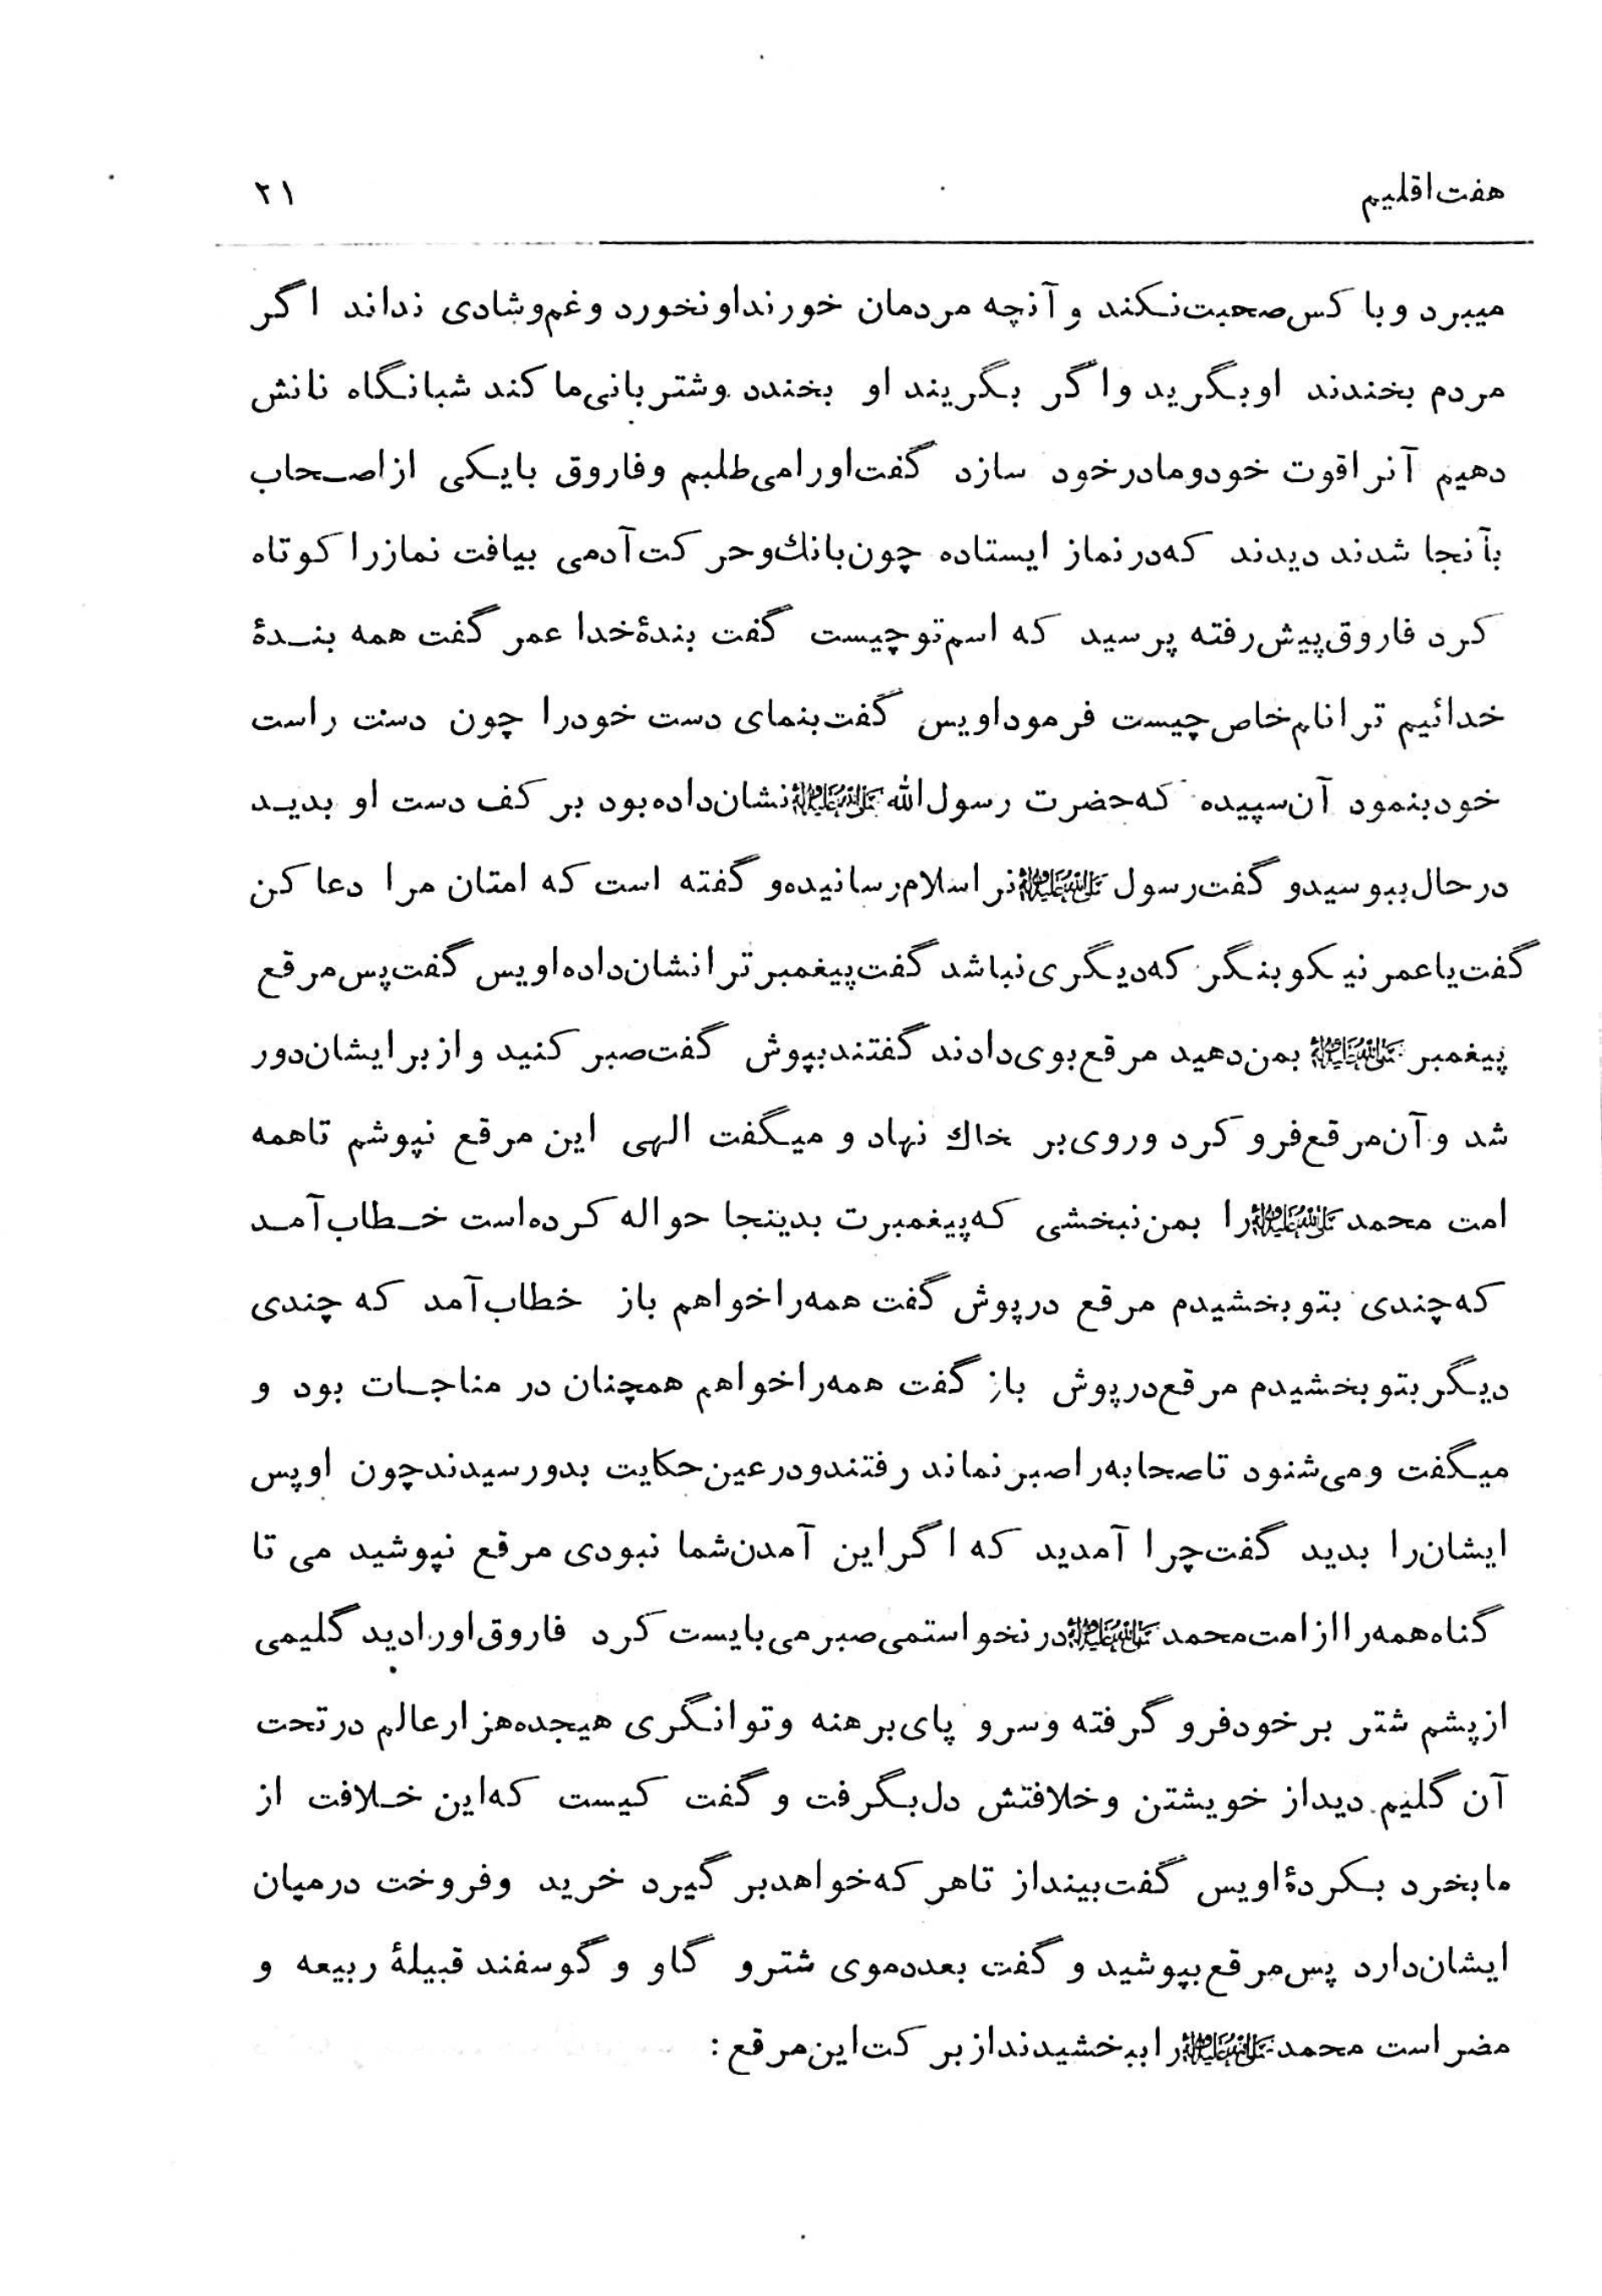 هفت اقلیم
۲۱
میبرد و با کس صحبت نکند و آنچه مردمان خورند او نخورد و غم و شادی نداند اگر
مردم بخندند او بگرید و اگر بگریند او بخندد و شتربانی ما کند شبانگاه نانش
دهیم آنرا قوت خود و مادر خود سازد گفت او را می طلبم و فاروق با یکی از اصحاب
بآنجا شدند دیدند که در نماز ایستاده چون بانك و حرکت آدمی بیافت نماز را کوتاه
کرد فاروق پیش رفته پرسید که اسم تو چیست گفت بندهٔ خدا عمر گفت همه بندهٔ
خدائیم ترا نام خاص چیست فرمود اویس گفت بنمای دست خود را چون دست راست
خود بنمود آن سپیده که حضرت رسول الله ﷺ نشان داده بود بر کف دست او بدید
در حال ببوسید و گفت رسول ﷺ ترا سلام رسانیده و گفته است که امتان مرا دعا کن
گفت یا عمر نیکو بنگر که دیگری نباشد گفت پیغمبر ترا نشان داده اویس گفت پس مرقع
پیغمبر ﷺ بمن دهید مرقع بوی دادند گفتند بپوش گفت صبر کنید و از بر ایشان دور
شد و آن مرقع فرو کرد و روی بر خاك نهاد و میگفت الهی این مرقع نپوشم تا همه
امت محمد ﷺ را بمن نبخشی که پیغمبرت بدینجا حواله کرده است خطاب آمد
که چندی بتو بخشیدم مرقع در پوش گفت همه را خواهم باز خطاب آمد که چندی
دیگر بتو بخشیدم مرقع در پوش باز گفت همه را خواهم همچنان در مناجات بود و
میگفت و می شنود تا صحابه را صبر نماند رفتند و در عین حکایت بدو رسیدند چون اویس
ایشان را بدید گفت چرا آمدید که اگر این آمدن شما نبودی مرقع نپوشید می تا
گناه همه را از امت محمد ﷺ در نخواستمی صبر می بایست کرد فاروق او را دید گلیمی
از پشم شتر بر خود فرو گرفته و سر و پای برهنه و توانگری هیجده هزار عالم در تحت
آن گلیم دید از خویشتن و خلافتش دل بگرفت و گفت کیست که این خلافت از
ما بخرد بکردهٔ اویس گفت بینداز تا هر که خواهد بر گیرد خرید و فروخت در میان
ایشان دارد پس مرقع بپوشید و گفت بعدد موی شتر و گاو و گوسفند قبیلهٔ ربیعه و
مضر است محمد ﷺ را ببخشیدند از برکت این مرقع :